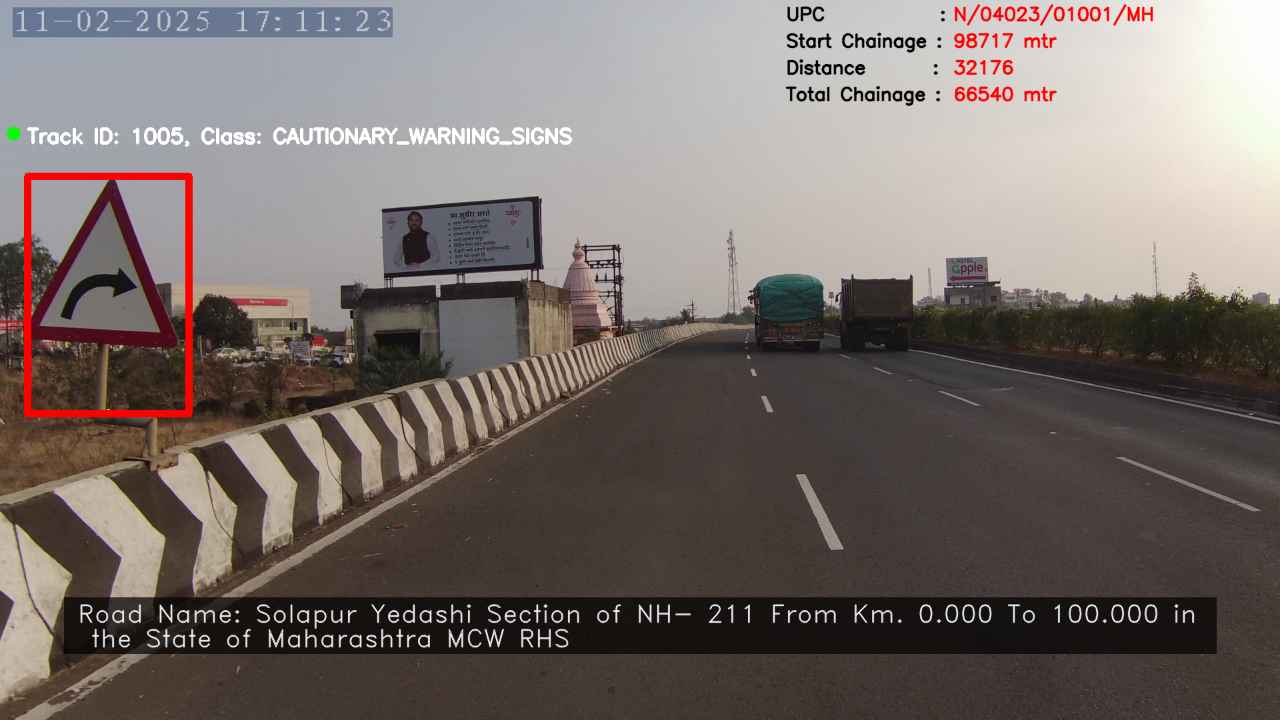 11-02-2025 17:11:23
UPC : N/04023/01001/MH
Start Chainage : 98717 mtr
Distance : 32176
Total Chainage : 66540 mtr
Track ID: 1005, Class: CAUTIONARY_WARNING_SIGNS
HOTEL
apple
Road Name: Solapur Yedashi Section of NH- 211 From Km. 0.000 To 100.000 in
the State of Maharashtra MCW RHS